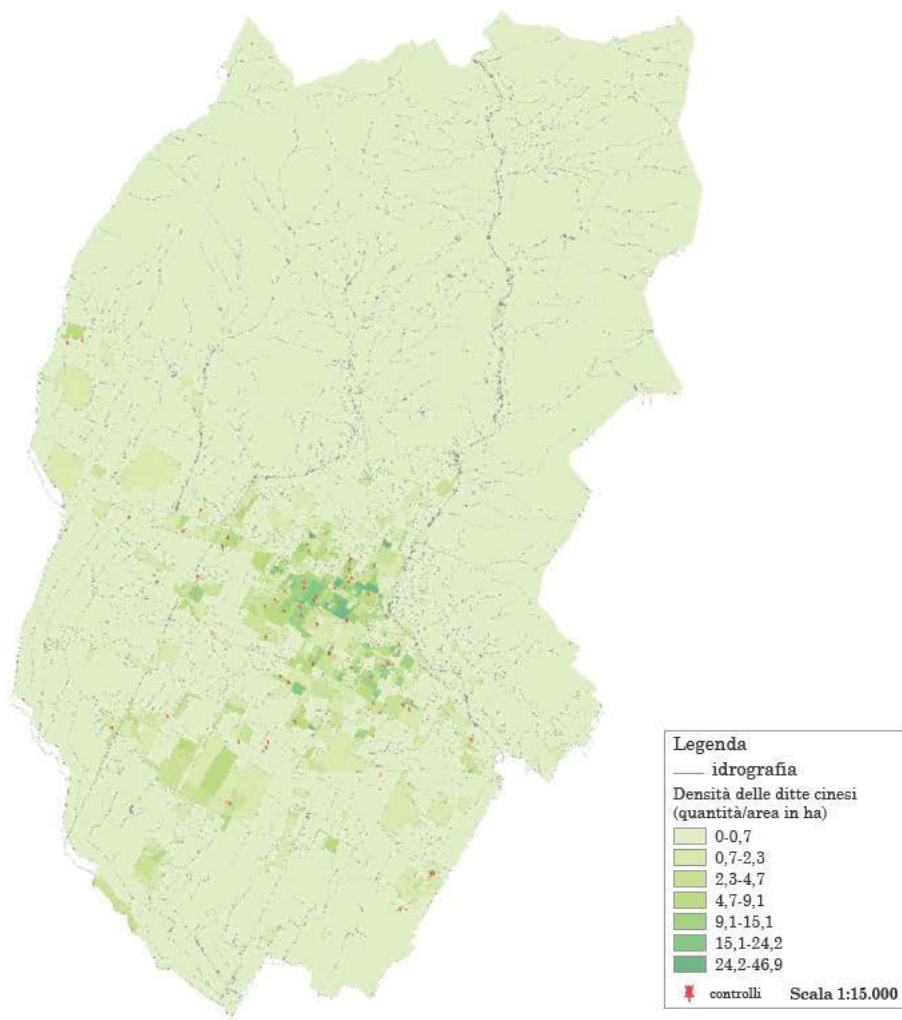 Legenda
idrografia
Densità delle ditte cinesi
(quantità/area in ha)
0-0,7
0,7-2,3
2,3-4,7
4,7-9,1
9,1-15,1
15,1-24,2
24,2-46,9
controlli Scala 1:15.000